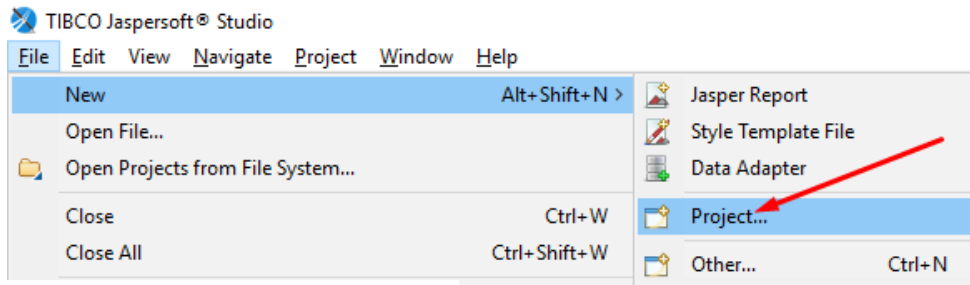 TIBCO Jaspersoft® Studio
File Edit View Navigate Project Window Help
New Alt+Shift+N >
Open File...
Open Projects from File System...
Close Ctrl+W
Close All Ctrl+Shift+W
Jasper Report
Style Template File
Data Adapter
Project...
Other... Ctrl+N